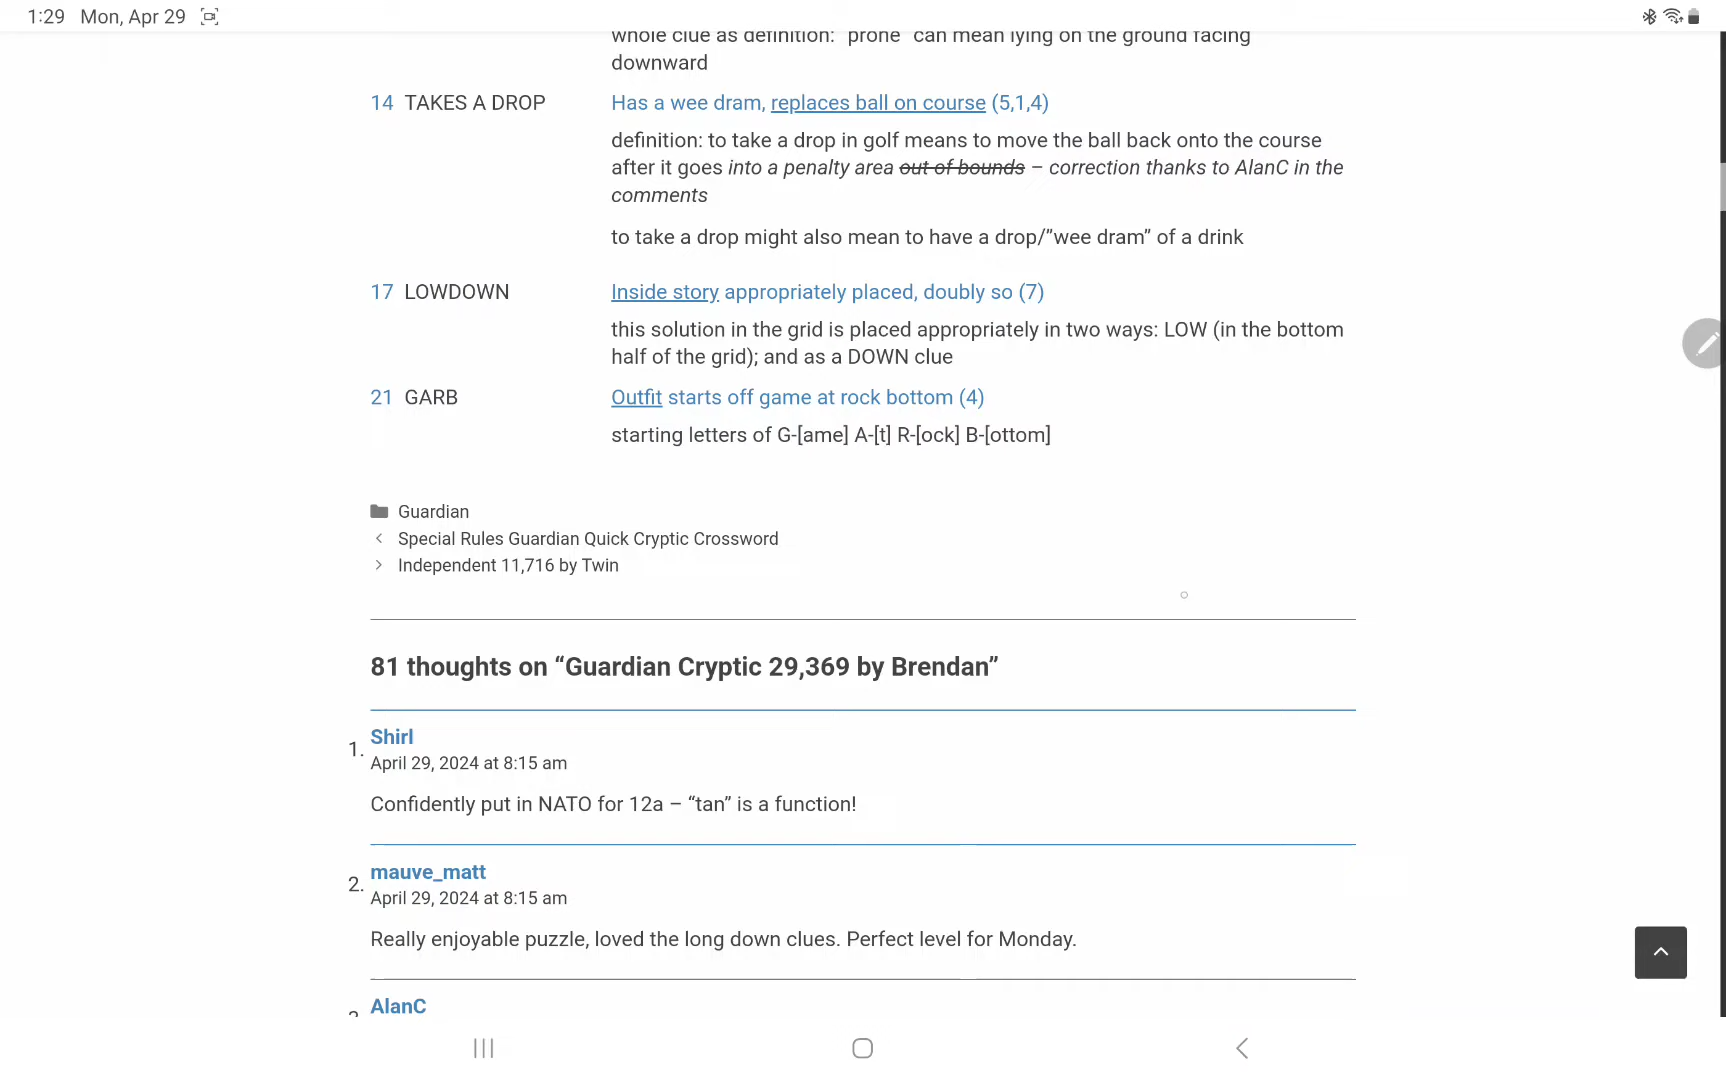 1:29 Mon, Apr 29
whole clue as definition: "prone" can mean lying on the ground facing
downward
14 TAKES A DROP Has a wee dram, replaces ball on course (5,1,4)
definition: to take a drop in golf means to move the ball back onto the course
after it goes into a penalty area out of bounds – correction thanks to AlanC in the
comments
to take a drop might also mean to have a drop/”wee dram” of a drink
17 LOWDOWN Inside story appropriately placed, doubly so (7)
this solution in the grid is placed appropriately in two ways: LOW (in the bottom
half of the grid); and as a DOWN clue
21 GARB Outfit starts off game at rock bottom (4)
starting letters of G-[ame] A-[t] R-[ock] B-[ottom]
Guardian
Special Rules Guardian Quick Cryptic Crossword
Independent 11,716 by Twin
81 thoughts on “Guardian Cryptic 29,369 by Brendan”
1. Shirl
April 29, 2024 at 8:15 am
Confidently put in NATO for 12a – “tan” is a function!
2. mauve_matt
April 29, 2024 at 8:15 am
Really enjoyable puzzle, loved the long down clues. Perfect level for Monday.
AlanC